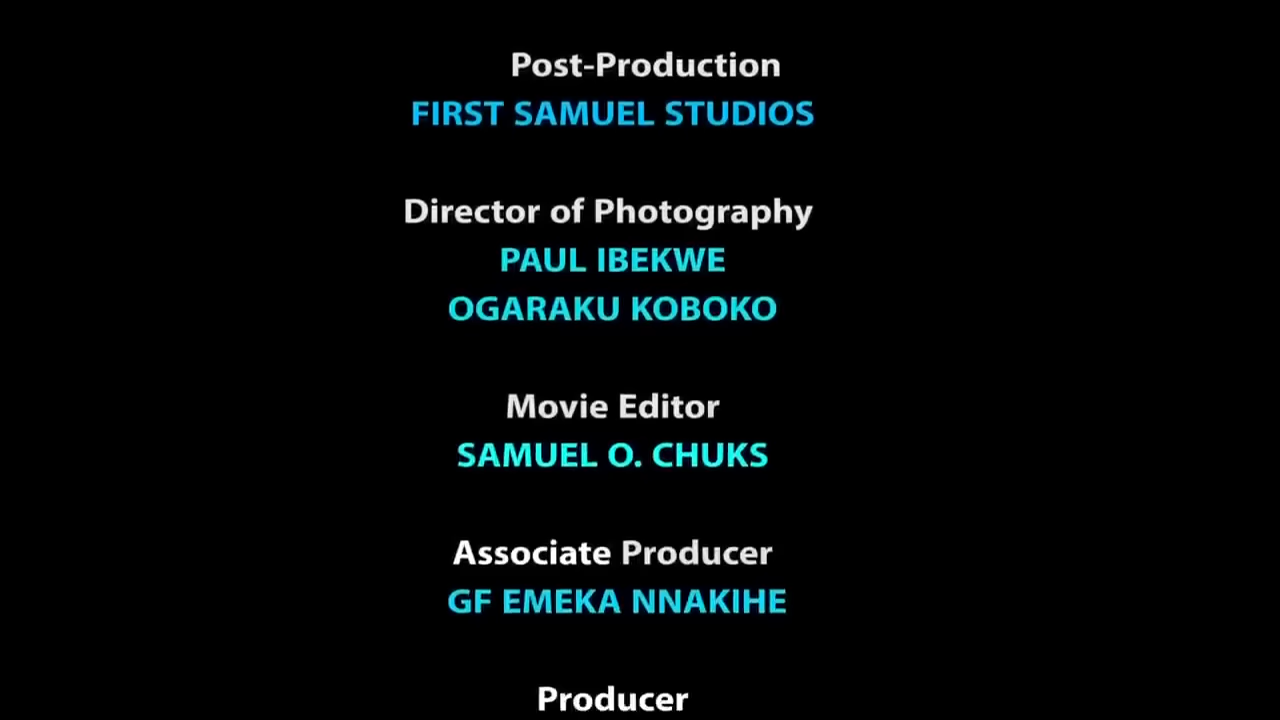 Post-Production
FIRST SAMUEL STUDIOS
Director of Photography
PAUL IBEKWE
OGARAKU KOBOKO
Movie Editor
SAMUEL O. CHUKS
Associate Producer
GF EMEKA NNAKIHE
Producer